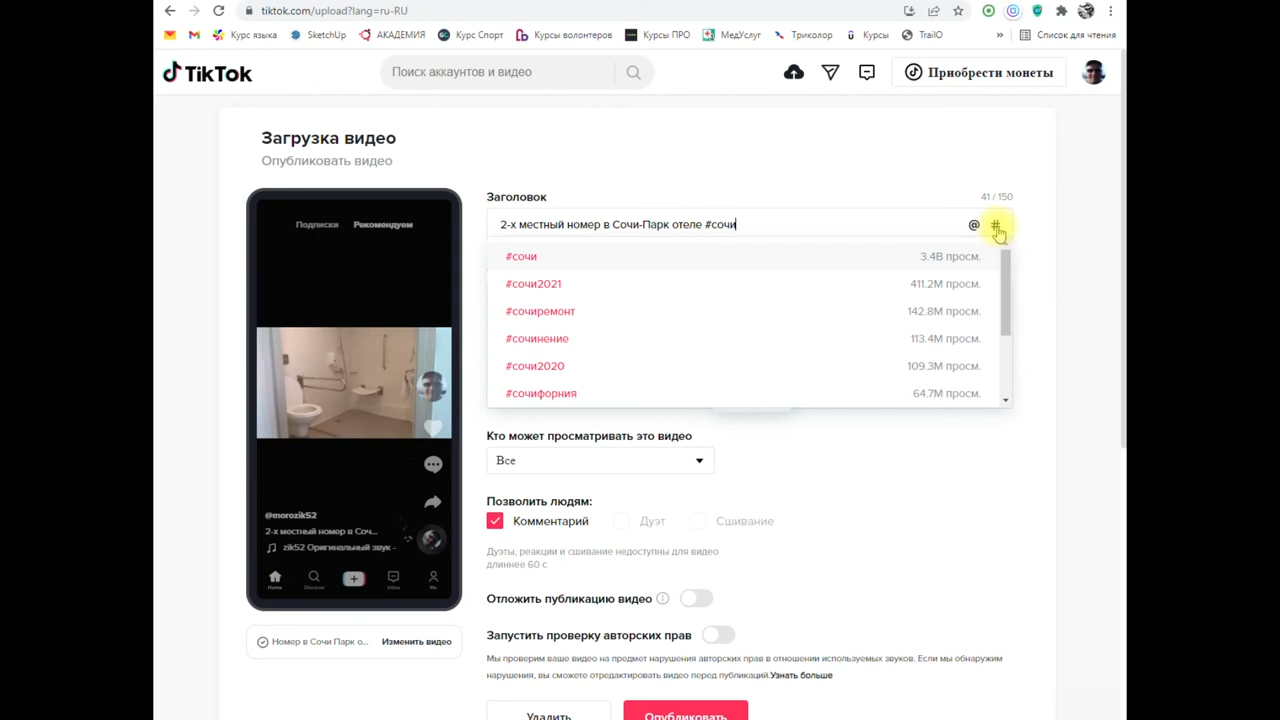 tiktok.com/upload?lang=ru-RU
Курс языка
SketchUp
АКАДЕМИЯ
Курс Спорт
Курсы волонтеров
Курсы ПРО
МедУслуг
Триколор
Курсы
TrailO
»
Список для чтения
TikTok
Поиск аккаунтов и видео
Приобрести монеты
Загрузка видео
Опубликовать видео
Заголовок
41 / 150
2-х местный номер в Сочи-Парк отеле #сочи
@ #
#сочи 3.4B просм.
#сочи2021 411.2M просм.
#сочиремонт 142.8M просм.
#сочинение 113.4M просм.
#сочи2020 109.3M просм.
#сочифорния 64.7M просм.
Подписки Рекомендуем
@morozik52
2-х местный номер в Соч...
zik52 Оригинальный звук -
Home Discover Inbox Me
Номер в Сочи Парк о... Изменить видео
Кто может просматривать это видео
Все
Позволить людям:
Комментарий Дуэт Сшивание
Дуэты, реакции и сшивание недоступны для видео
длиннее 60 с
Отложить публикацию видео
Запустить проверку авторских прав
Мы проверим ваше видео на предмет нарушения авторских прав в отношении используемых звуков. Если мы обнаружим
нарушения, вы сможете отредактировать видео перед публикаций.Узнать больше
Удалить
Опубликовать